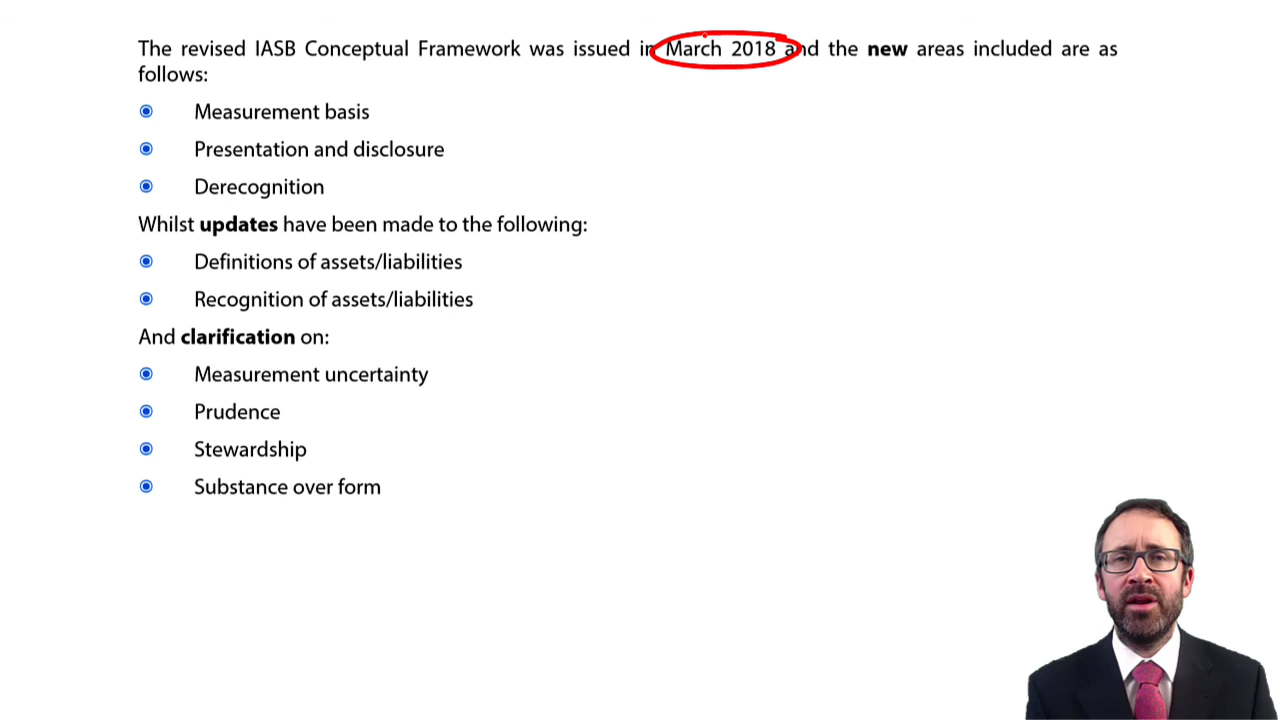 The revised IASB Conceptual Framework was issued in March 2018 and the new areas included are as
follows:
Measurement basis
Presentation and disclosure
Derecognition
Whilst updates have been made to the following:
Definitions of assets/liabilities
Recognition of assets/liabilities
And clarification on:
Measurement uncertainty
Prudence
Stewardship
Substance over form